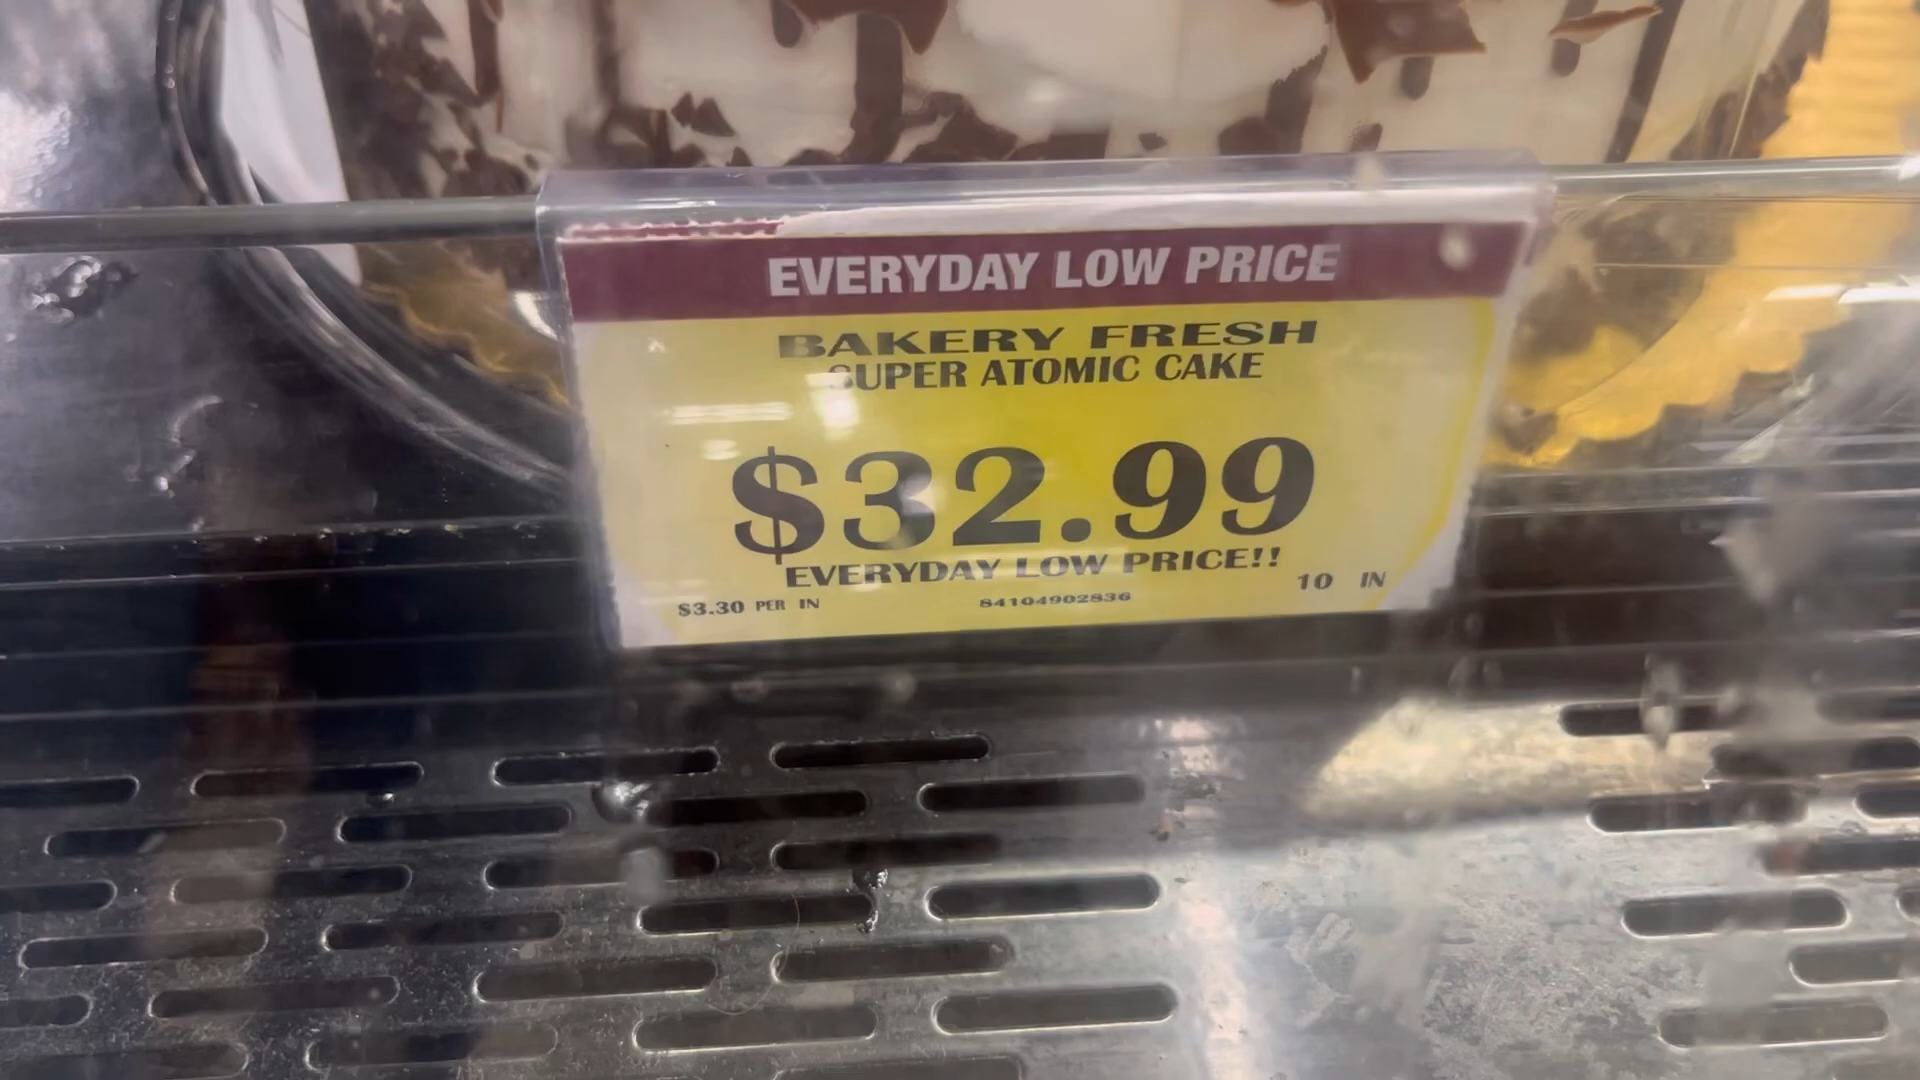 EVERYDAY LOW PRICE
BAKERY FRESH
SUPER ATOMIC CAKE
$32.99
EVERYDAY LOW PRICE!!
$3.30 PER IN 84104902836 10 IN